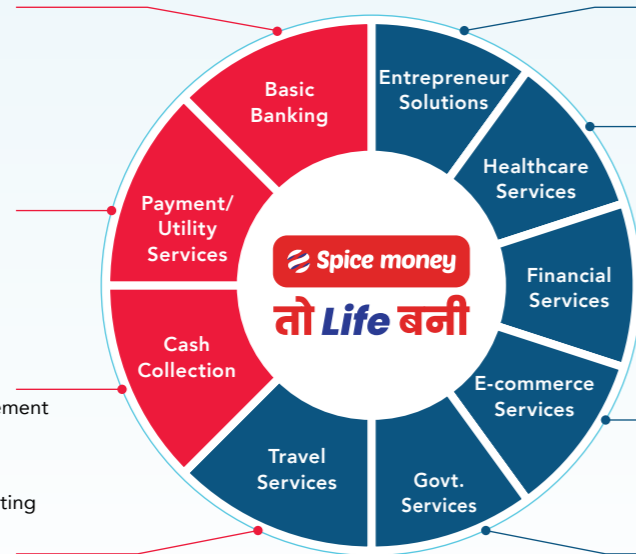 Basic
Banking
Entrepreneur
Solutions
Healthcare
Services
Payment/
Utility
Services
Spice money
तो Life बनी
Financial
Services
Cash
Collection
E-commerce
Services
Travel
Services
Govt.
Services